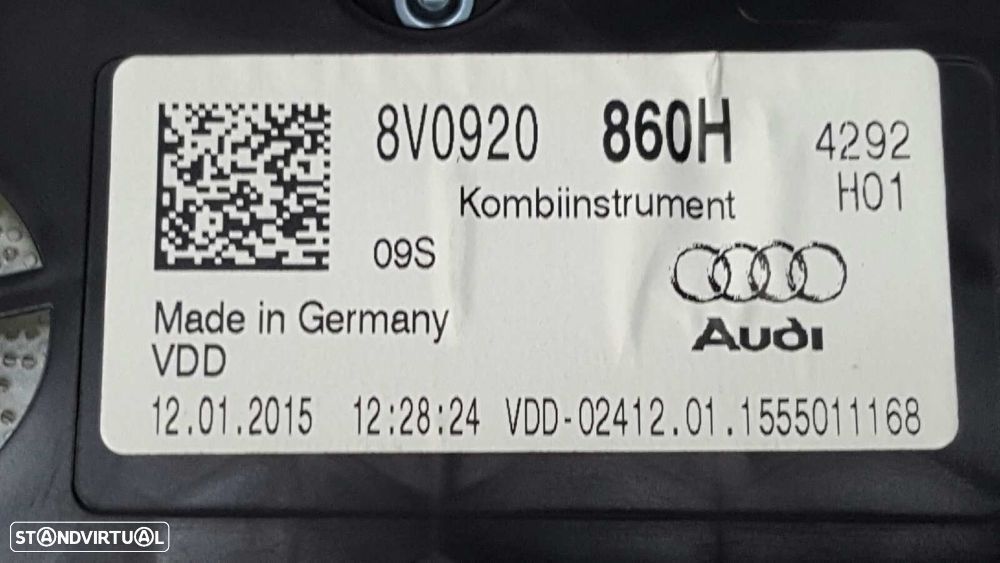 8V0920 860H 4292
Kombiinstrument H01
09S
Audi
Made in Germany
VDD
12.01.2015 12:28:24 VDD-02412.01.1555011168
STANDVIRTUAL